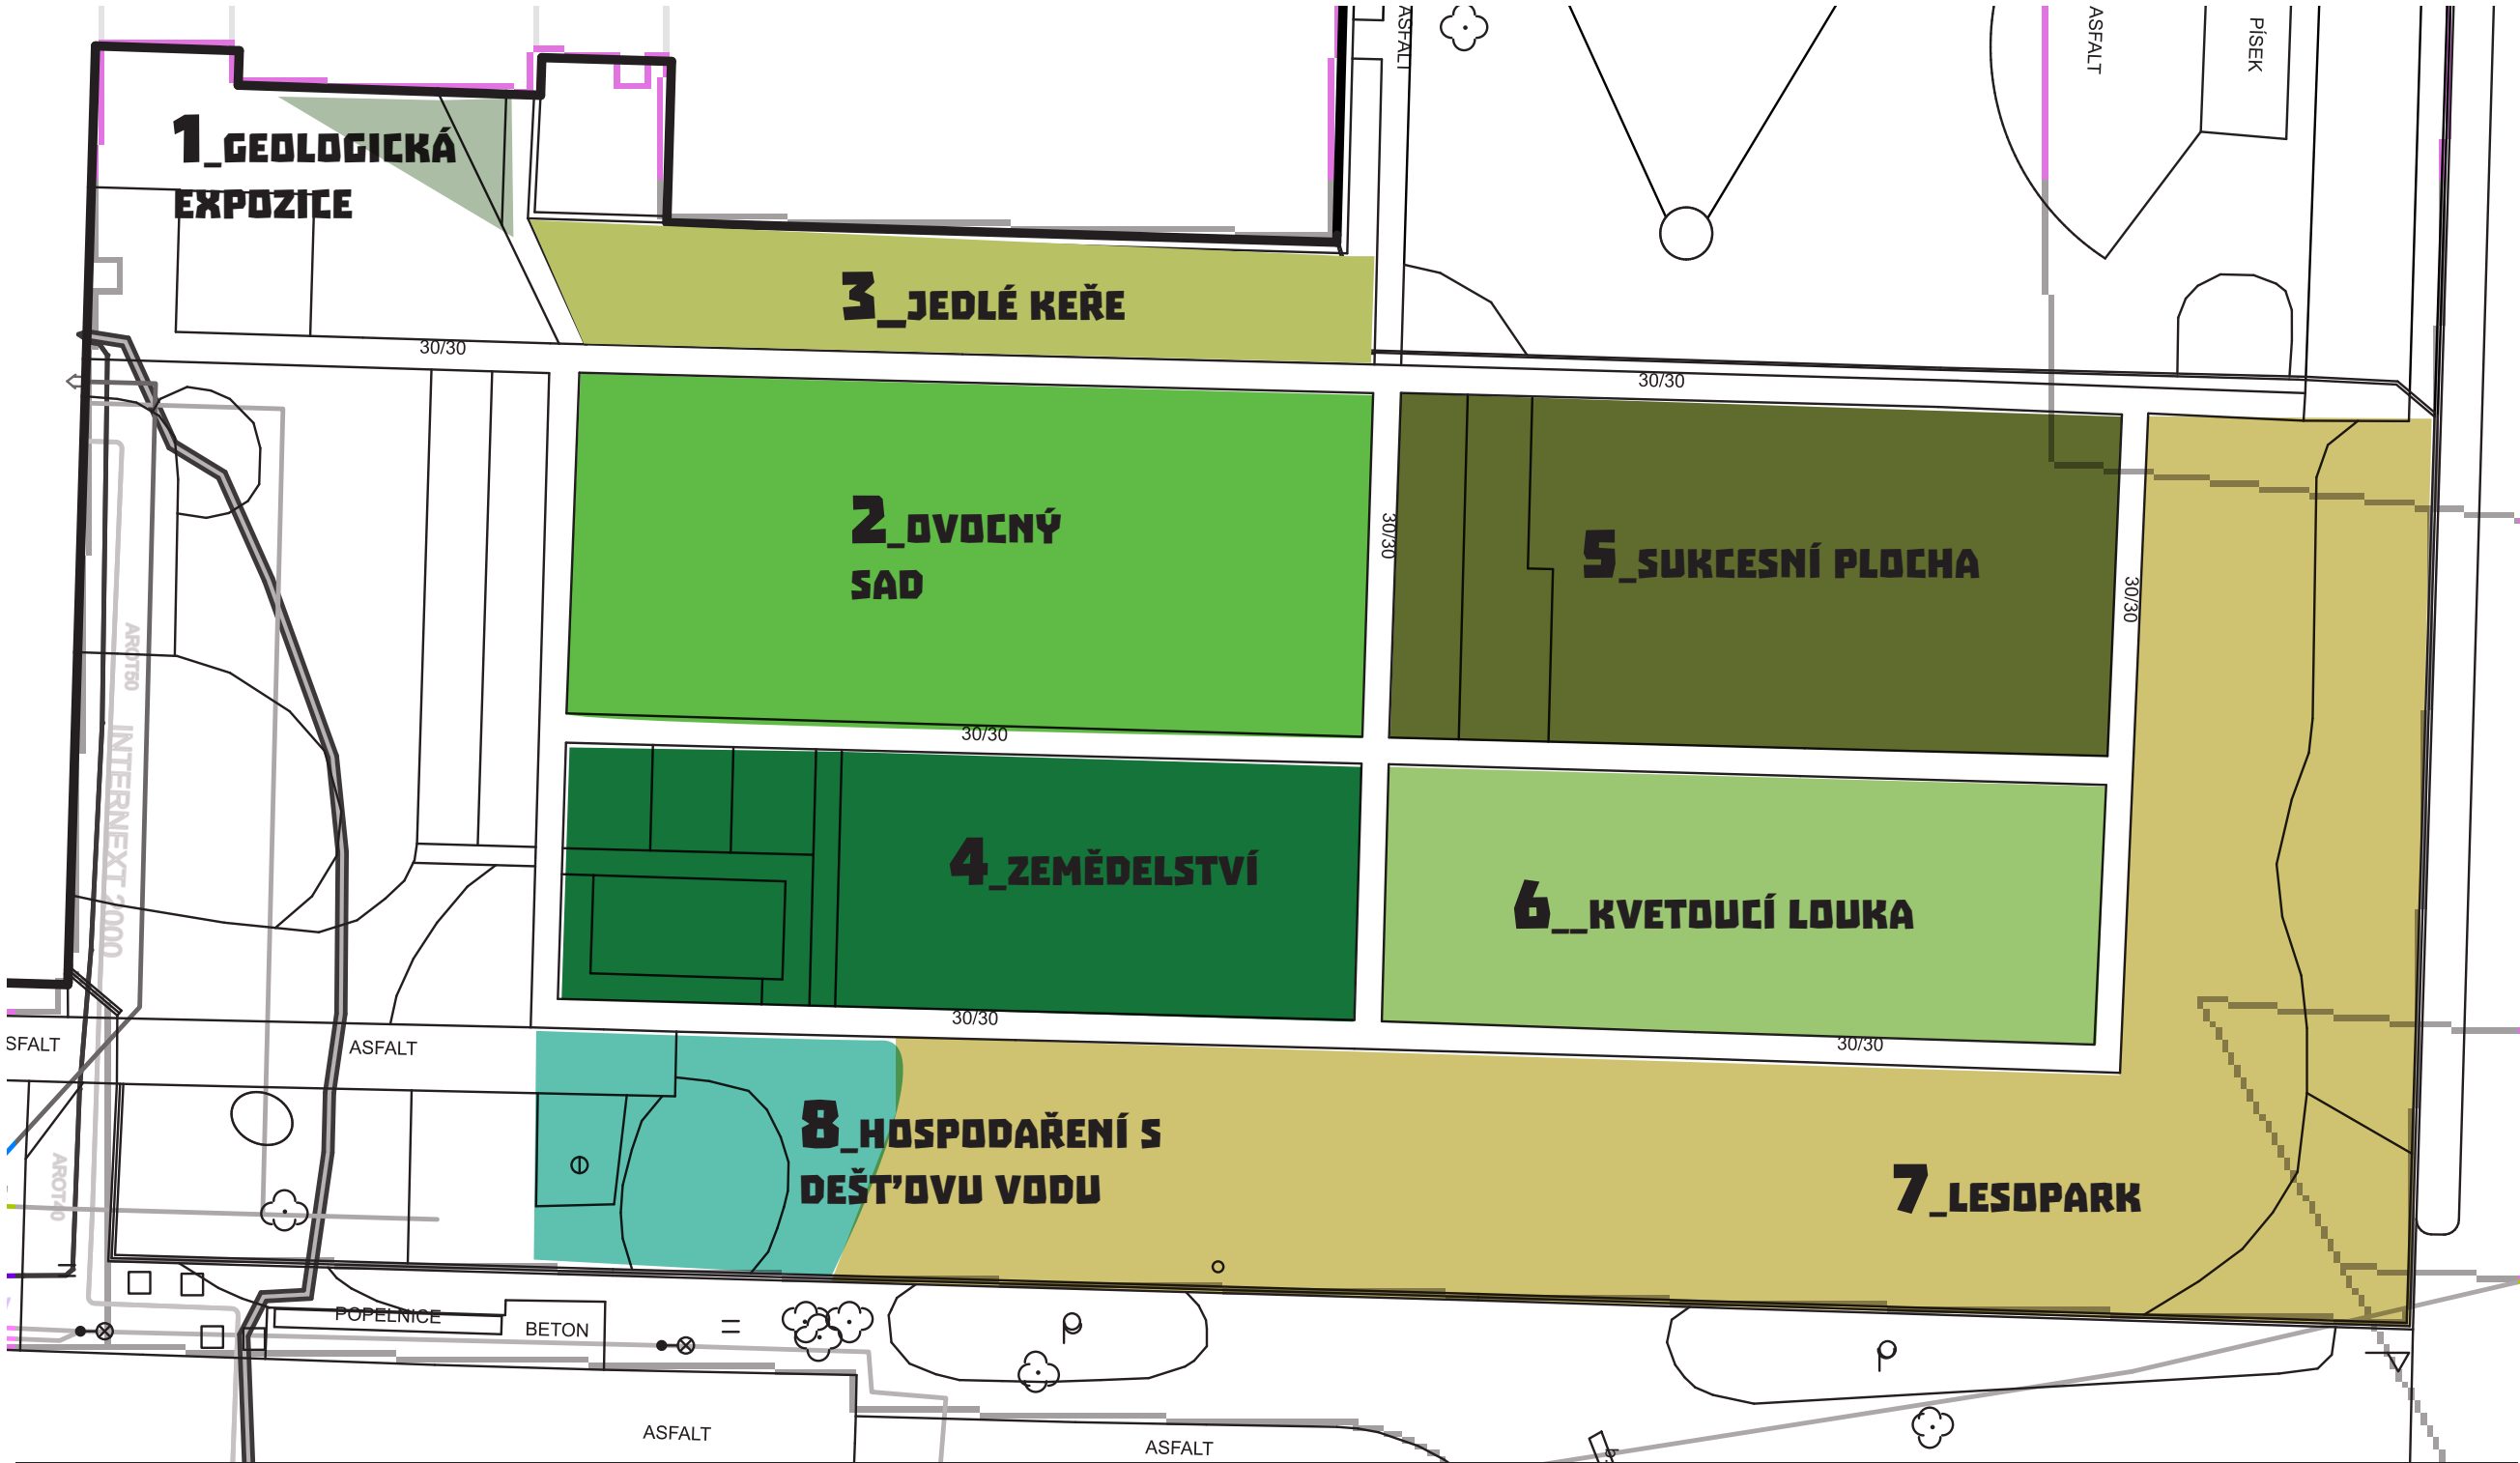 ASFALT
ASFALT
PÍSEK
1_GEOLOGICKÁ
EXPOZICE
3_JEDLÉ KEŘE
30/30
30/30
2_OVOCNÝ
SAD
30/30
5_SUKCESNÍ PLOCHA
30/30
AROT50
INTERNEXT 2000
30/30
4_ZEMĚDELSTVÍ
6__KVETOUCÍ LOUKA
30/30
30/30
SFALT
ASFALT
8_HOSPODAŘENÍ S
DEŠŤOVU VODU
7_LESOPARK
POPELNICE
BETON
ASFALT
ASFALT